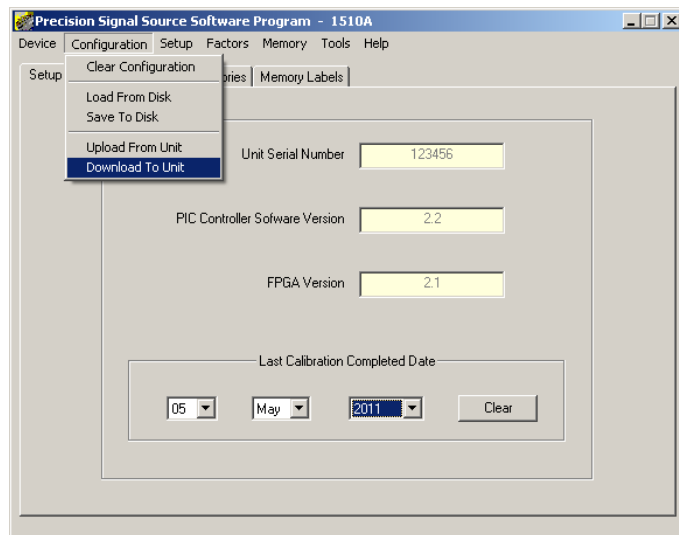 Precision Signal Source Software Program - 1510A
Device Configuration Setup Factors Memory Tools Help
Clear Configuration
Load From Disk
Save To Disk
Upload From Unit
Download To Unit
Setup Memory Labels
Unit Serial Number 123456
PIC Controller Sofware Version 2.2
FPGA Version 2.1
Last Calibration Completed Date
05 May 2011 Clear